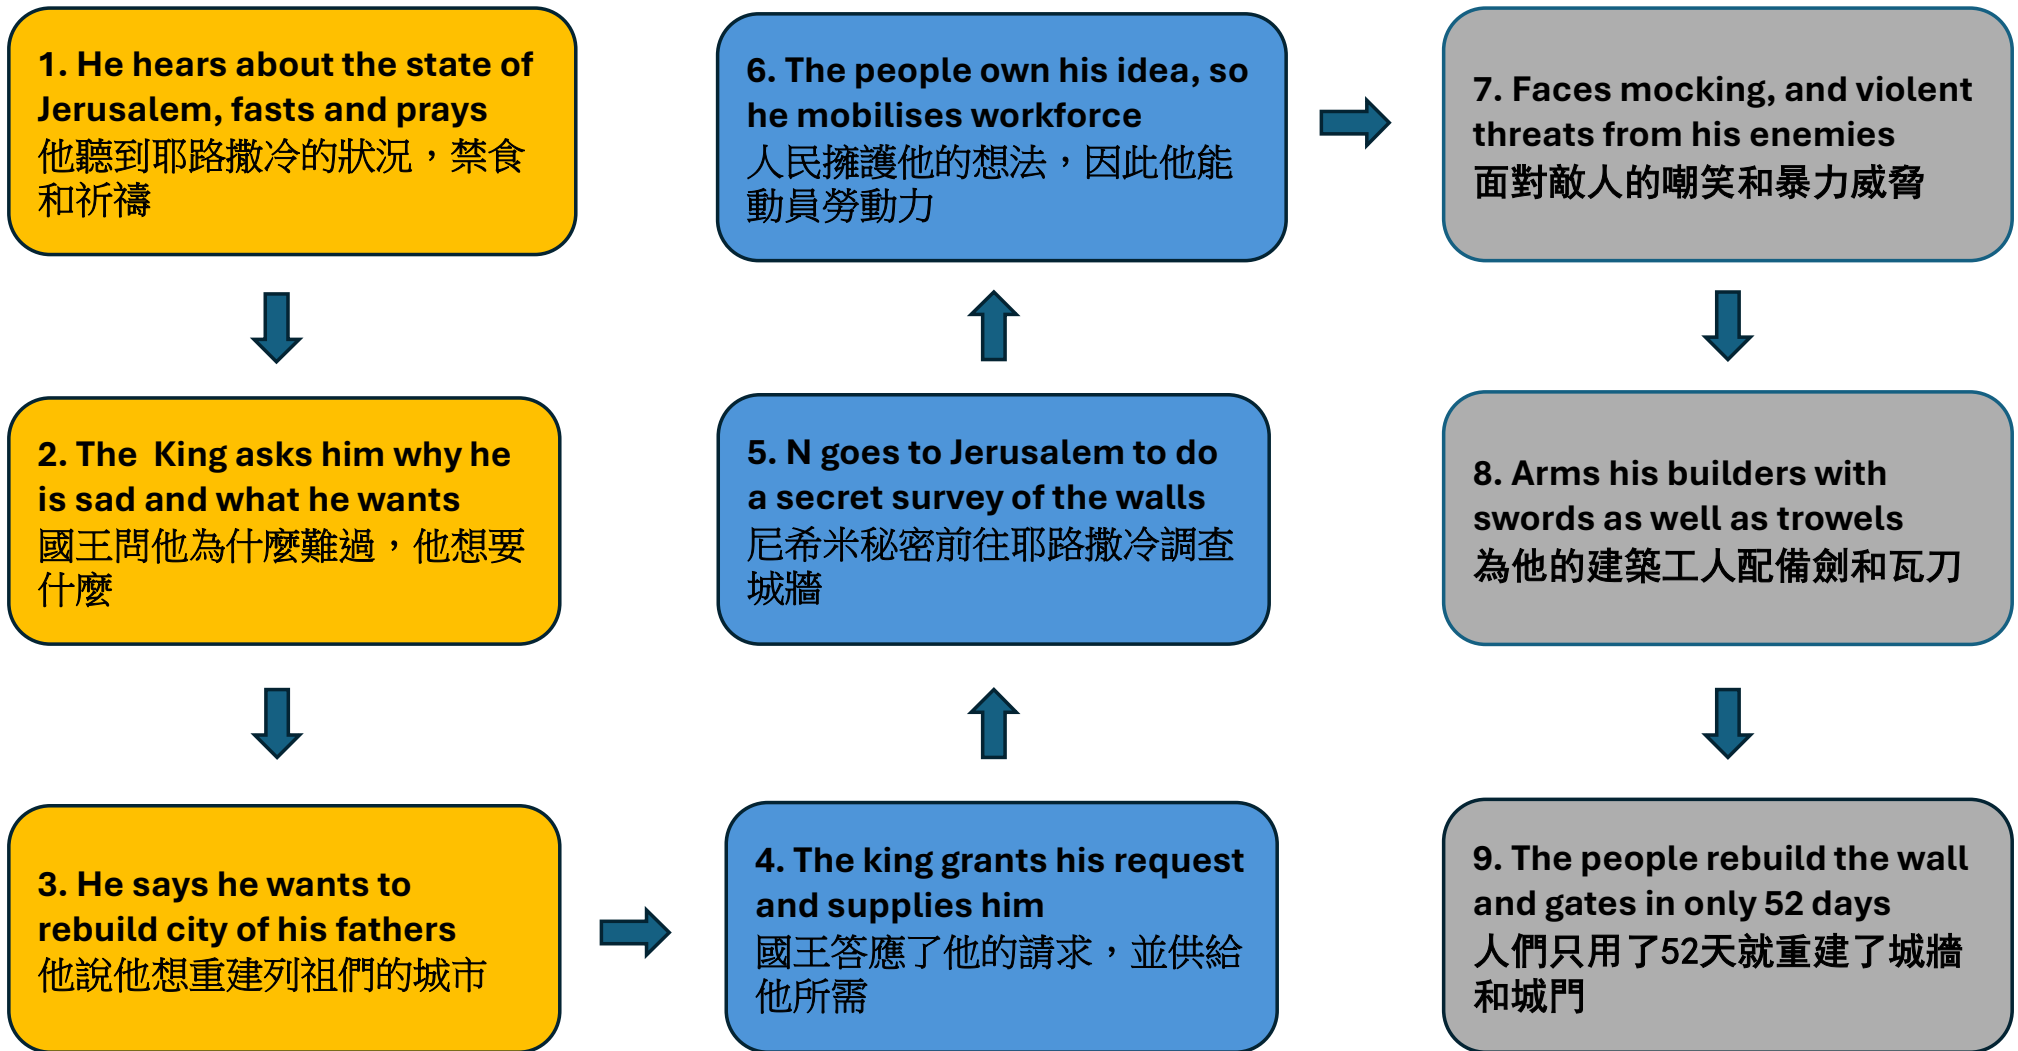 1. He hears about the state of
Jerusalem, fasts and prays
他聽到耶路撒冷的狀況，禁食
和祈禱
2. The  King asks him why he
is sad and what he wants
國王問他為什麼難過，他想要
什麼
3. He says he wants to
rebuild city of his fathers
他說他想重建列祖們的城市
4. The king grants his request
and supplies him
國王答應了他的請求，並供給
他所需
5. N goes to Jerusalem to do
a secret survey of the walls
尼希米秘密前往耶路撒冷調查
城牆
6. The people own his idea, so
he mobilises workforce
人民擁護他的想法，因此他能
動員勞動力
7. Faces mocking, and violent
threats from his enemies
面對敵人的嘲笑和暴力威脅
8. Arms his builders with
swords as well as trowels
為他的建築工人配備劍和瓦刀
9. The people rebuild the wall
and gates in only 52 days
人們只用了52天就重建了城牆
和城門